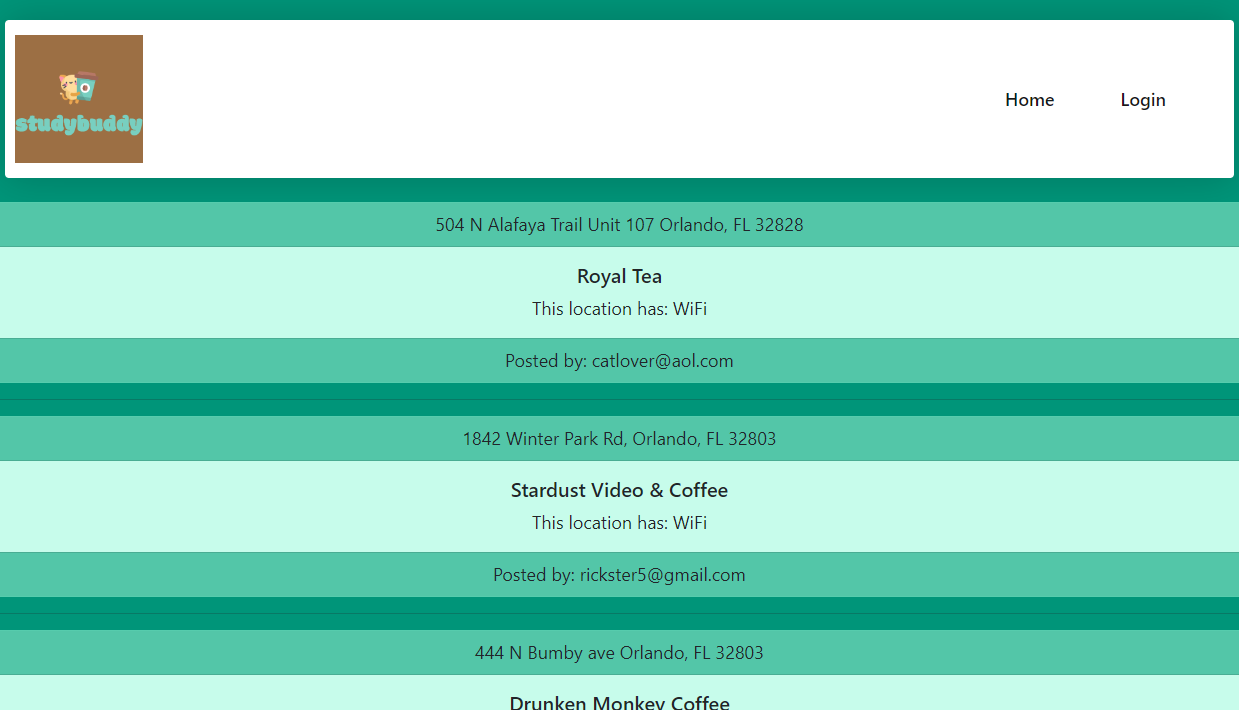 studybuddy
Home Login
504 N Alafaya Trail Unit 107 Orlando, FL 32828
Royal Tea
This location has: WiFi
Posted by: catlover@aol.com
1842 Winter Park Rd, Orlando, FL 32803
Stardust Video & Coffee
This location has: WiFi
Posted by: rickster5@gmail.com
444 N Bumby ave Orlando, FL 32803
Drunken Monkey Coffee